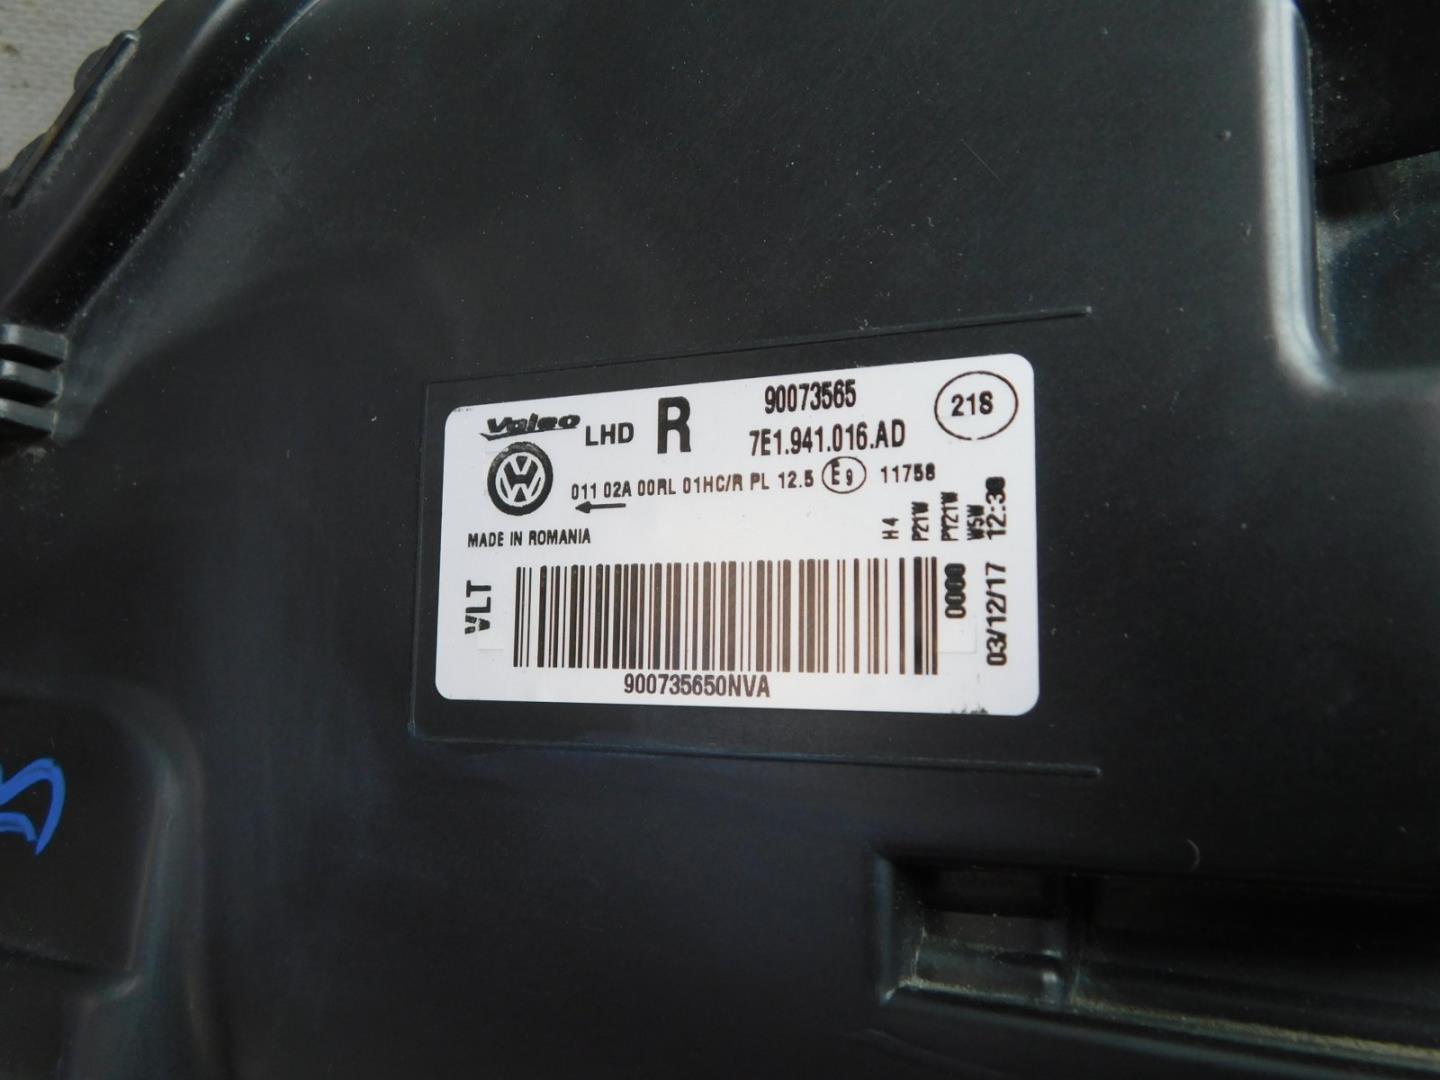 Valeo LHD R 90073565
7E1.941.016.AD
21S
011 02A 00RL 01HC/R PL 12.5 E9 11758
MADE IN ROMANIA
H4
P21W
PY21W
W5W
03/12/17 12:38
VLT
0000
900735650NVA